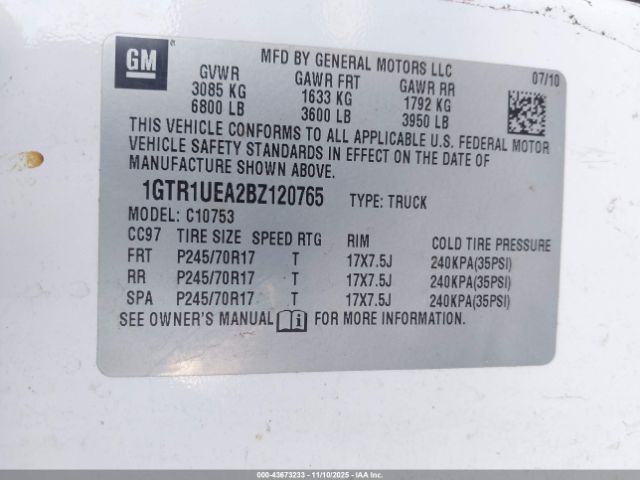 GM
MFD BY GENERAL MOTORS LLC
GVWR GAWR FRT GAWR RR 07/10
3085 KG 1633 KG 1792 KG
6800 LB 3600 LB 3950 LB
THIS VEHICLE CONFORMS TO ALL APPLICABLE U.S. FEDERAL MOTOR
VEHICLE SAFETY STANDARDS IN EFFECT ON THE DATE OF
MANUFACTURE SHOWN ABOVE.
1GTR1UEA2BZ120765 TYPE: TRUCK
MODEL: C10753
CC97 TIRE SIZE SPEED RTG RIM COLD TIRE PRESSURE
FRT P245/70R17 T 17X7.5J 240KPA(35PSI)
RR P245/70R17 T 17X7.5J 240KPA(35PSI)
SPA P245/70R17 T 17X7.5J 240KPA(35PSI)
SEE OWNER'S MANUAL FOR MORE INFORMATION.
000-43673233 - 11/10/2025 - IAAI.CA